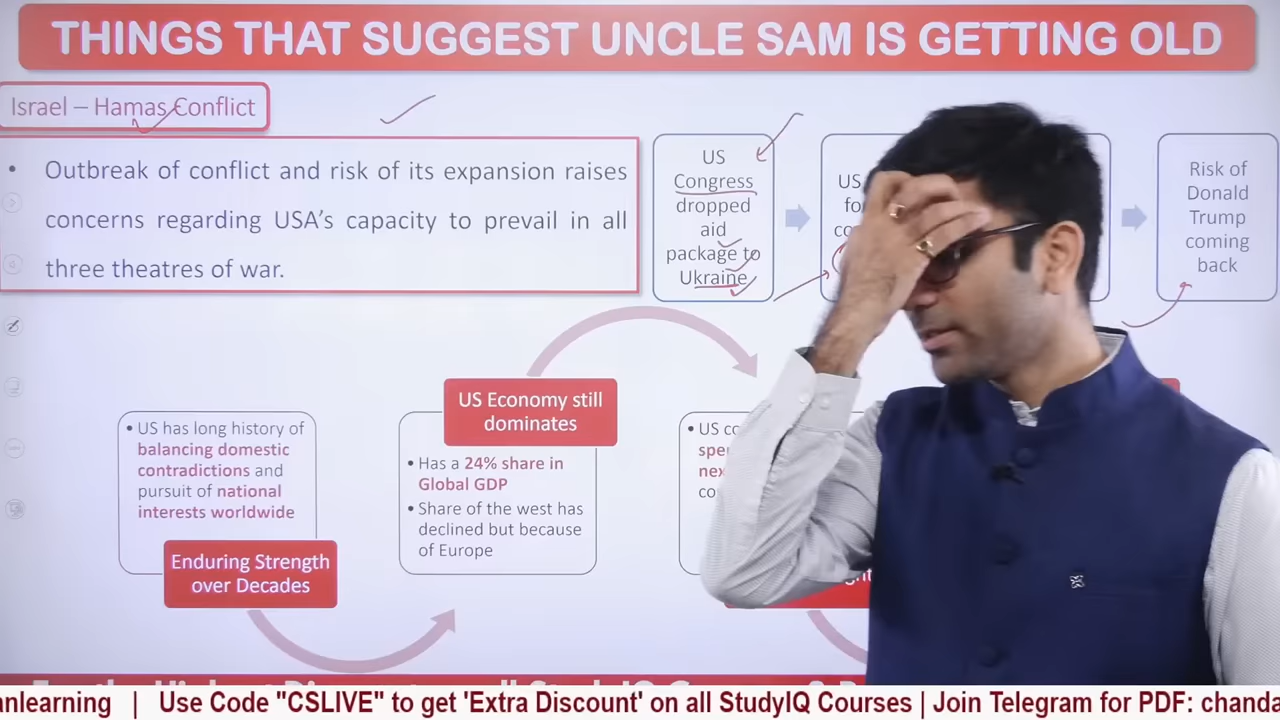 THINGS THAT SUGGEST UNCLE SAM IS GETTING OLD
Israel – Hamas Conflict
• Outbreak of conflict and risk of its expansion raises
concerns regarding USA's capacity to prevail in all
three theatres of war.
US
Congress
dropped
aid
package to
Ukraine
US
Risk of
Donald
Trump
coming
back
• US has long history of
balancing domestic
contradictions and
pursuit of national
interests worldwide
Enduring Strength
over Decades
US Economy still
dominates
• Has a 24% share in
Global GDP
• Share of the west has
declined but because
of Europe
• US
Use Code "CSLIVE" to get 'Extra Discount' on all StudyIQ Courses | Join Telegram for PDF: